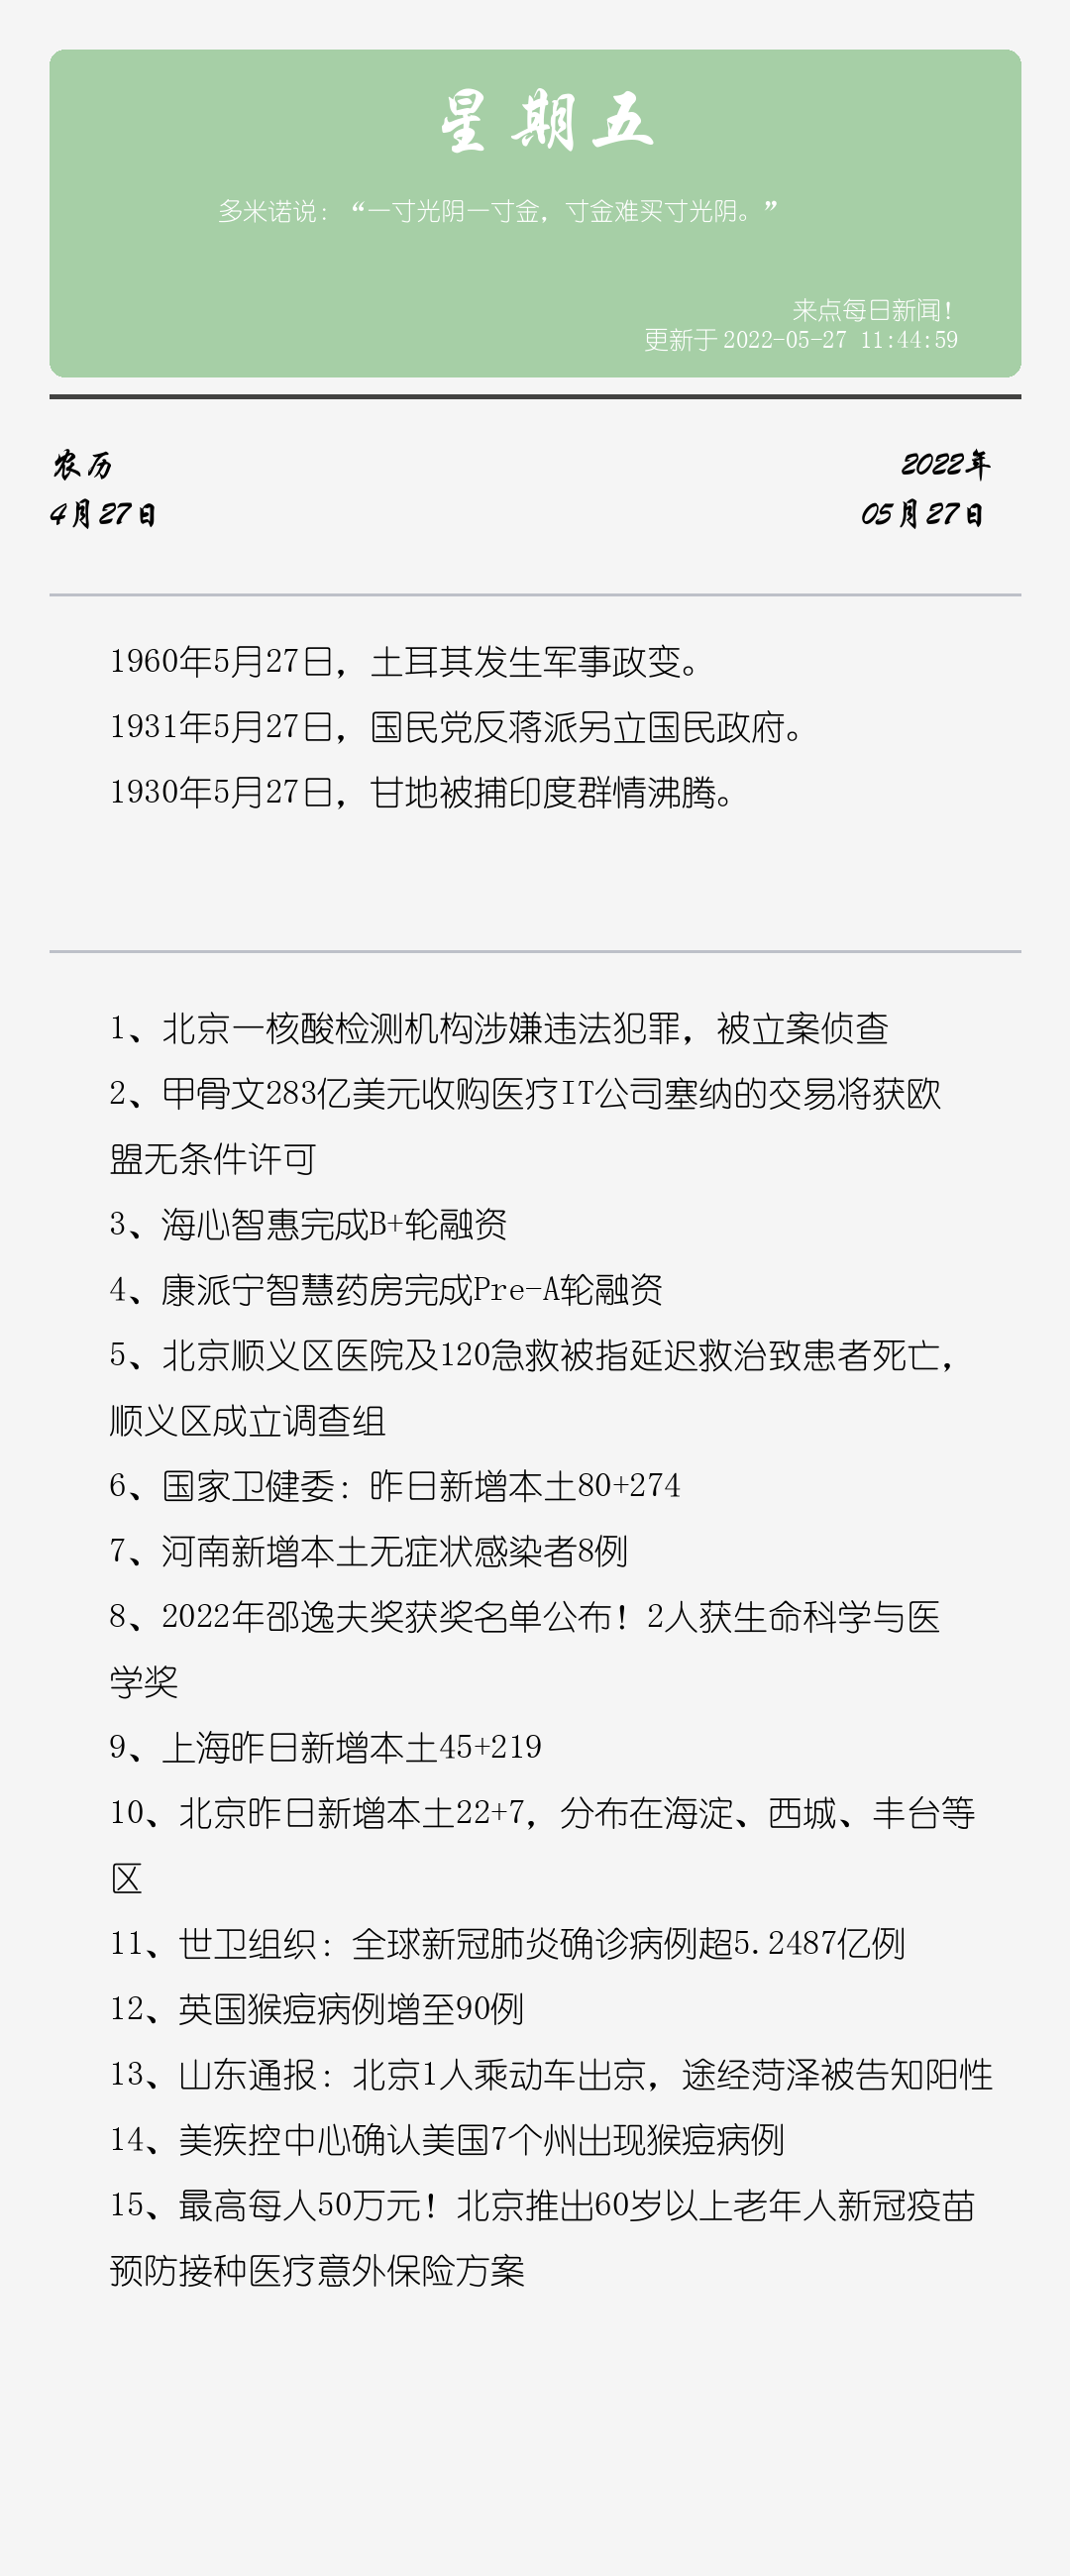 星期五
多米诺说：“一寸光阴一寸金，寸金难买寸光阴。”
来点每日新闻！
更新于 2022-05-27 11:44:59
农历
2022年
4月27日
05月27日
1960年5月27日，土耳其发生军事政变。
1931年5月27日，国民党反蒋派另立国民政府。
1930年5月27日，甘地被捕印度群情沸腾。
1、北京一核酸检测机构涉嫌违法犯罪，被立案侦查
2、甲骨文283亿美元收购医疗IT公司塞纳的交易将获欧
盟无条件许可
3、海心智惠完成B+轮融资
4、康派宁智慧药房完成Pre-A轮融资
5、北京顺义区医院及120急救被指延迟救治致患者死亡，
顺义区成立调查组
6、国家卫健委：昨日新增本土80+274
7、河南新增本土无症状感染者8例
8、2022年邵逸夫奖获奖名单公布！2人获生命科学与医
学奖
9、上海昨日新增本土45+219
10、北京昨日新增本土22+7，分布在海淀、西城、丰台等
区
11、世卫组织：全球新冠肺炎确诊病例超5.2487亿例
12、英国猴痘病例增至90例
13、山东通报：北京1人乘动车出京，途经菏泽被告知阳性
14、美疾控中心确认美国7个州出现猴痘病例
15、最高每人50万元！北京推出60岁以上老年人新冠疫苗
预防接种医疗意外保险方案